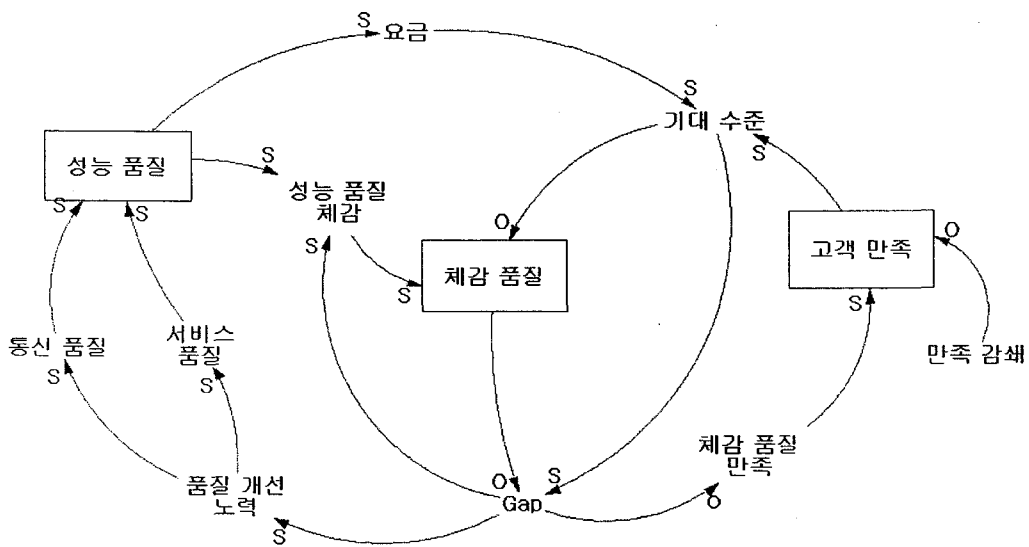 S
요금
S
기대 수준
S
성능 품질
S
S
S
성능 품질
체감
S
O
체감 품질
S
고객 만족
O
S
만족 감쇄
통신 품질
S
서비스
품질
S
체감 품질
만족
O
품질 개선
노력
S
O
Gap
S